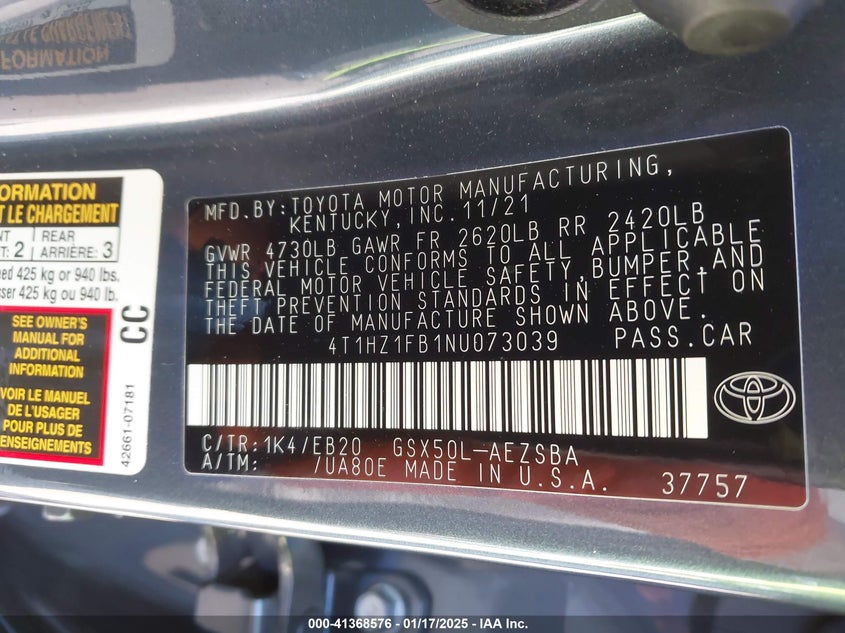 FORMATION
ORMATION
T LE CHARGEMENT
NT
REAR
T: 2
ARRIÈRE: 3
ed 425 kg or 940 lbs.
ser 425 kg ou 940 lb.
CC
SEE OWNER'S
MANUAL FOR
ADDITIONAL
INFORMATION
VOIR LE MANUEL
DE L'USAGER
POUR PLUS DE
RENSEIGNEMENTS
42661-07181
MFD.BY:TOYOTA MOTOR MANUFACTURING,
KENTUCKY,INC.11/21
GVWR 4730LB GAWR FR 2620LB RR 2420LB
THIS VEHICLE CONFORMS TO ALL APPLICABLE
FEDERAL MOTOR VEHICLE SAFETY,BUMPER AND
THEFT PREVENTION STANDARDS IN EFFECT ON
THE DATE OF MANUFACTURE SHOWN ABOVE.
4T1HZ1FB1NU073039 PASS.CAR
C/TR:1K4/EB20 GSX50L-AEZSBA
A/TM: /UA80E MADE IN U.S.A. 37757
000-41368576 — 01/17/2025 — IAA Inc.